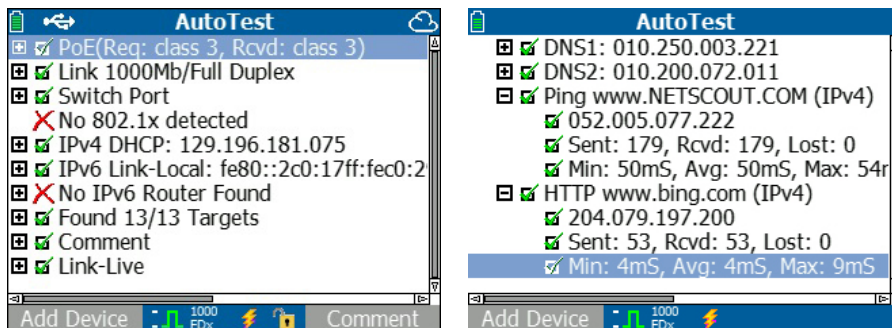 AutoTest
PoE(Req: class 3, Rcvd: class 3)
Link 1000Mb/Full Duplex
Switch Port
No 802.1x detected
IPv4 DHCP: 129.196.181.075
IPv6 Link-Local: fe80::2c0:17ff:fec0:2
No IPv6 Router Found
Found 13/13 Targets
Comment
Link-Live
Add Device
1000
FDx
Comment
AutoTest
DNS1: 010.250.003.221
DNS2: 010.200.072.011
Ping www.NETSCOUT.COM (IPv4)
052.005.077.222
Sent: 179, Rcvd: 179, Lost: 0
Min: 50mS, Avg: 50mS, Max: 54
HTTP www.bing.com (IPv4)
204.079.197.200
Sent: 53, Rcvd: 53, Lost: 0
Min: 4mS, Avg: 4mS, Max: 9mS
Add Device
1000
FDx